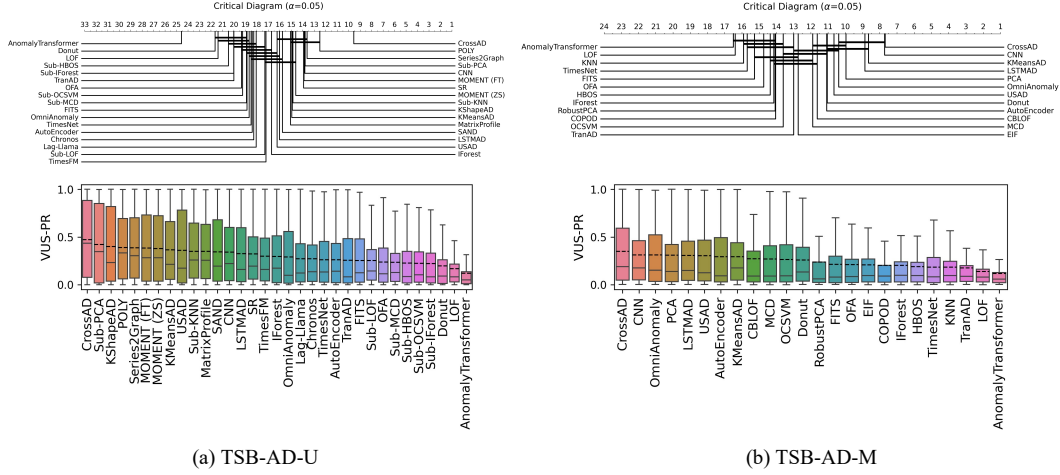 Critical Diagram (α=0.05)
33 32 31 30 29 28 27 26 25 24 23 22 21 20 19 18 17 16 15 14 13 12 11 10 9 8 7 6 5 4 3 2 1
AnomalyTransformer
Donut
LOF
Sub-HBOS
Sub-IForest
TranAD
OFA
Sub-OCSVM
Sub-MCD
FITS
OmniAnomaly
TimesNet
AutoEncoder
Chronos
Lag-Llama
Sub-LOF
TimesFM
CrossAD
POLY
Series2Graph
Sub-PCA
CNN
MOMENT (FT)
SR
MOMENT (ZS)
Sub-KNN
KShapeAD
KMeansAD
MatrixProfile
SAND
LSTMAD
USAD
IForest
VUS-PR
1.0
0.5
0.0
CrossAD
Sub-PCA
KShapeAD
POLY
Series2Graph
MOMENT (FT)
MOMENT (ZS)
KMeansAD
USAD
Sub-KNN
MatrixProfile
SAND
CNN
LSTMAD
SR
TimesFM
IForest
OmniAnomaly
Lag-Llama
Chronos
TimesNet
AutoEncoder
TranAD
FITS
Sub-LOF
OFA
Sub-MCD
Sub-HBOS
Sub-OCSVM
Sub-IForest
Donut
LOF
AnomalyTransformer
(a) TSB-AD-U
Critical Diagram (α=0.05)
24 23 22 21 20 19 18 17 16 15 14 13 12 11 10 9 8 7 6 5 4 3 2 1
AnomalyTransformer
LOF
KNN
TimesNet
FITS
OFA
HBOS
IForest
RobustPCA
COPOD
OCSVM
TranAD
CrossAD
CNN
KMeansAD
LSTMAD
PCA
OmniAnomaly
USAD
Donut
AutoEncoder
CBLOF
MCD
EIF
VUS-PR
1.0
0.5
0.0
CrossAD
CNN
OmniAnomaly
PCA
LSTMAD
USAD
AutoEncoder
KMeansAD
CBLOF
MCD
OCSVM
Donut
RobustPCA
FITS
OFA
EIF
COPOD
IForest
HBOS
TimesNet
KNN
TranAD
LOF
AnomalyTransformer
(b) TSB-AD-M